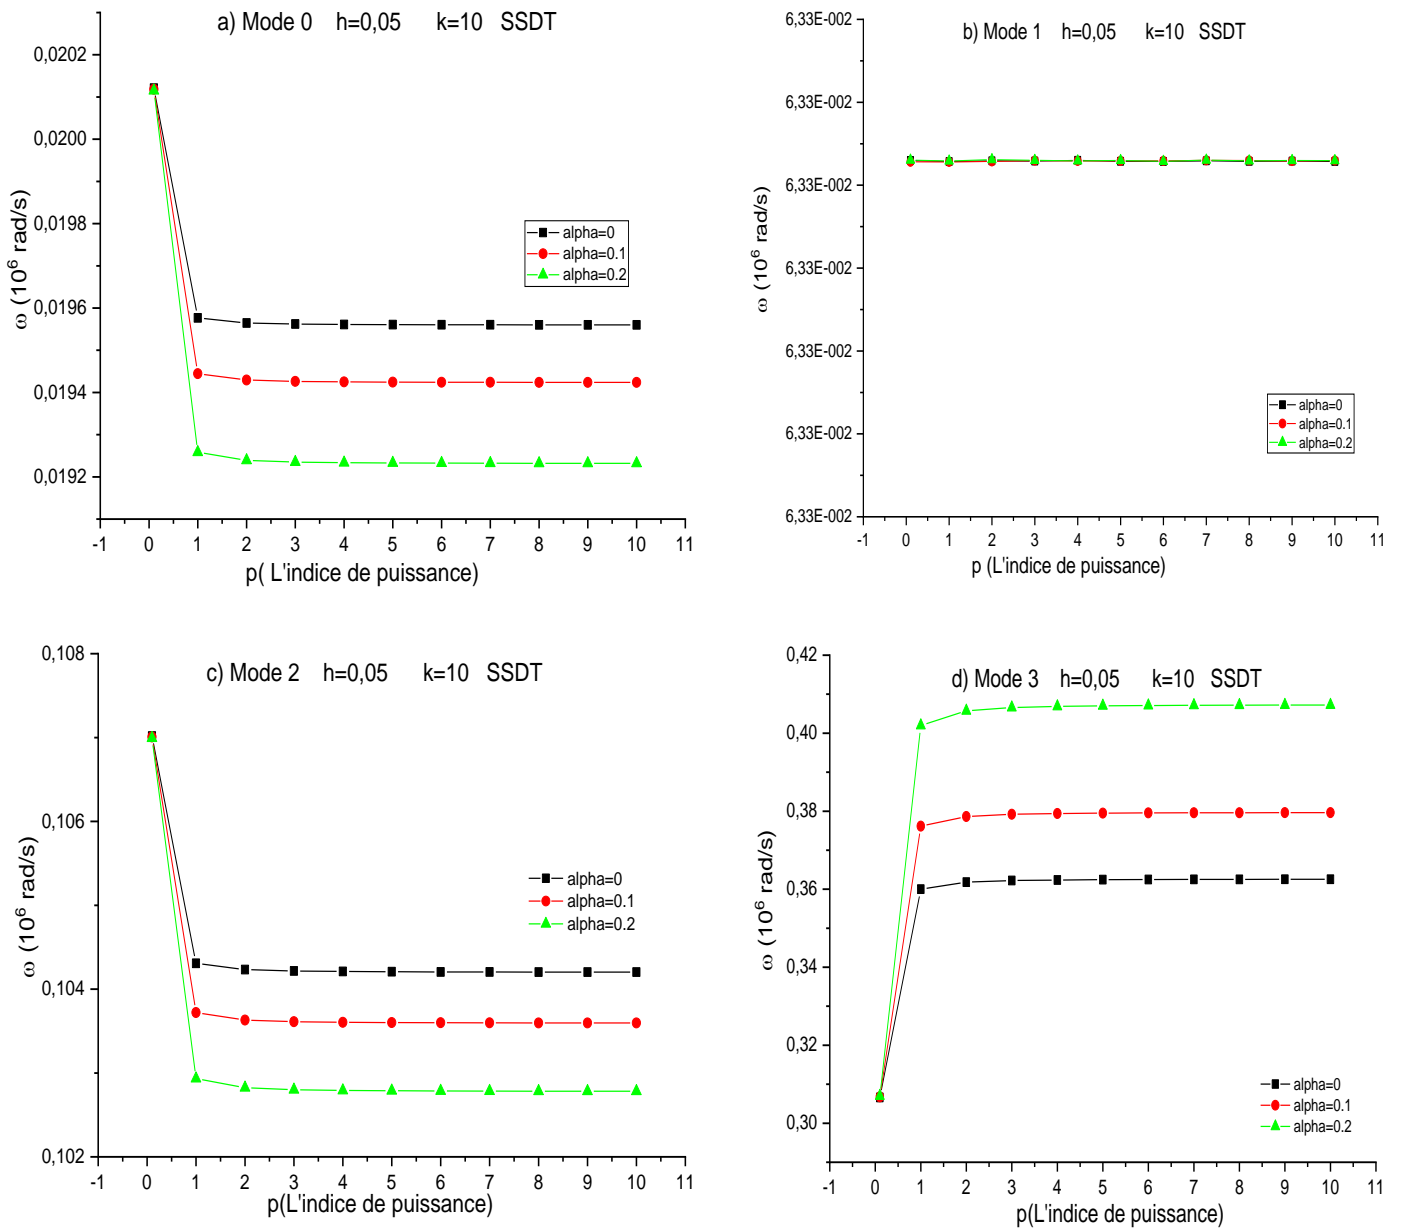 a) Mode 0 h=0,05 k=10 SSDT
0,0202
0,0200
0,0198
0,0196
0,0194
0,0192
ω (10⁶ rad/s)
alpha=0
alpha=0.1
alpha=0.2
-1 0 1 2 3 4 5 6 7 8 9 10 11
p( L'indice de puissance)
b) Mode 1 h=0,05 k=10 SSDT
6,33E-002
6,33E-002
6,33E-002
6,33E-002
6,33E-002
6,33E-002
6,33E-002
ω (10⁶ rad/s)
alpha=0
alpha=0.1
alpha=0.2
-1 0 1 2 3 4 5 6 7 8 9 10 11
p (L'indice de puissance)
c) Mode 2 h=0,05 k=10 SSDT
0,108
0,106
0,104
0,102
ω (10⁶ rad/s)
alpha=0
alpha=0.1
alpha=0.2
-1 0 1 2 3 4 5 6 7 8 9 10 11
p(L'indice de puissance)
d) Mode 3 h=0,05 k=10 SSDT
0,42
0,40
0,38
0,36
0,34
0,32
0,30
ω (10⁶ rad/s)
alpha=0
alpha=0.1
alpha=0.2
-1 0 1 2 3 4 5 6 7 8 9 10 11
p(L'indice de puissance)